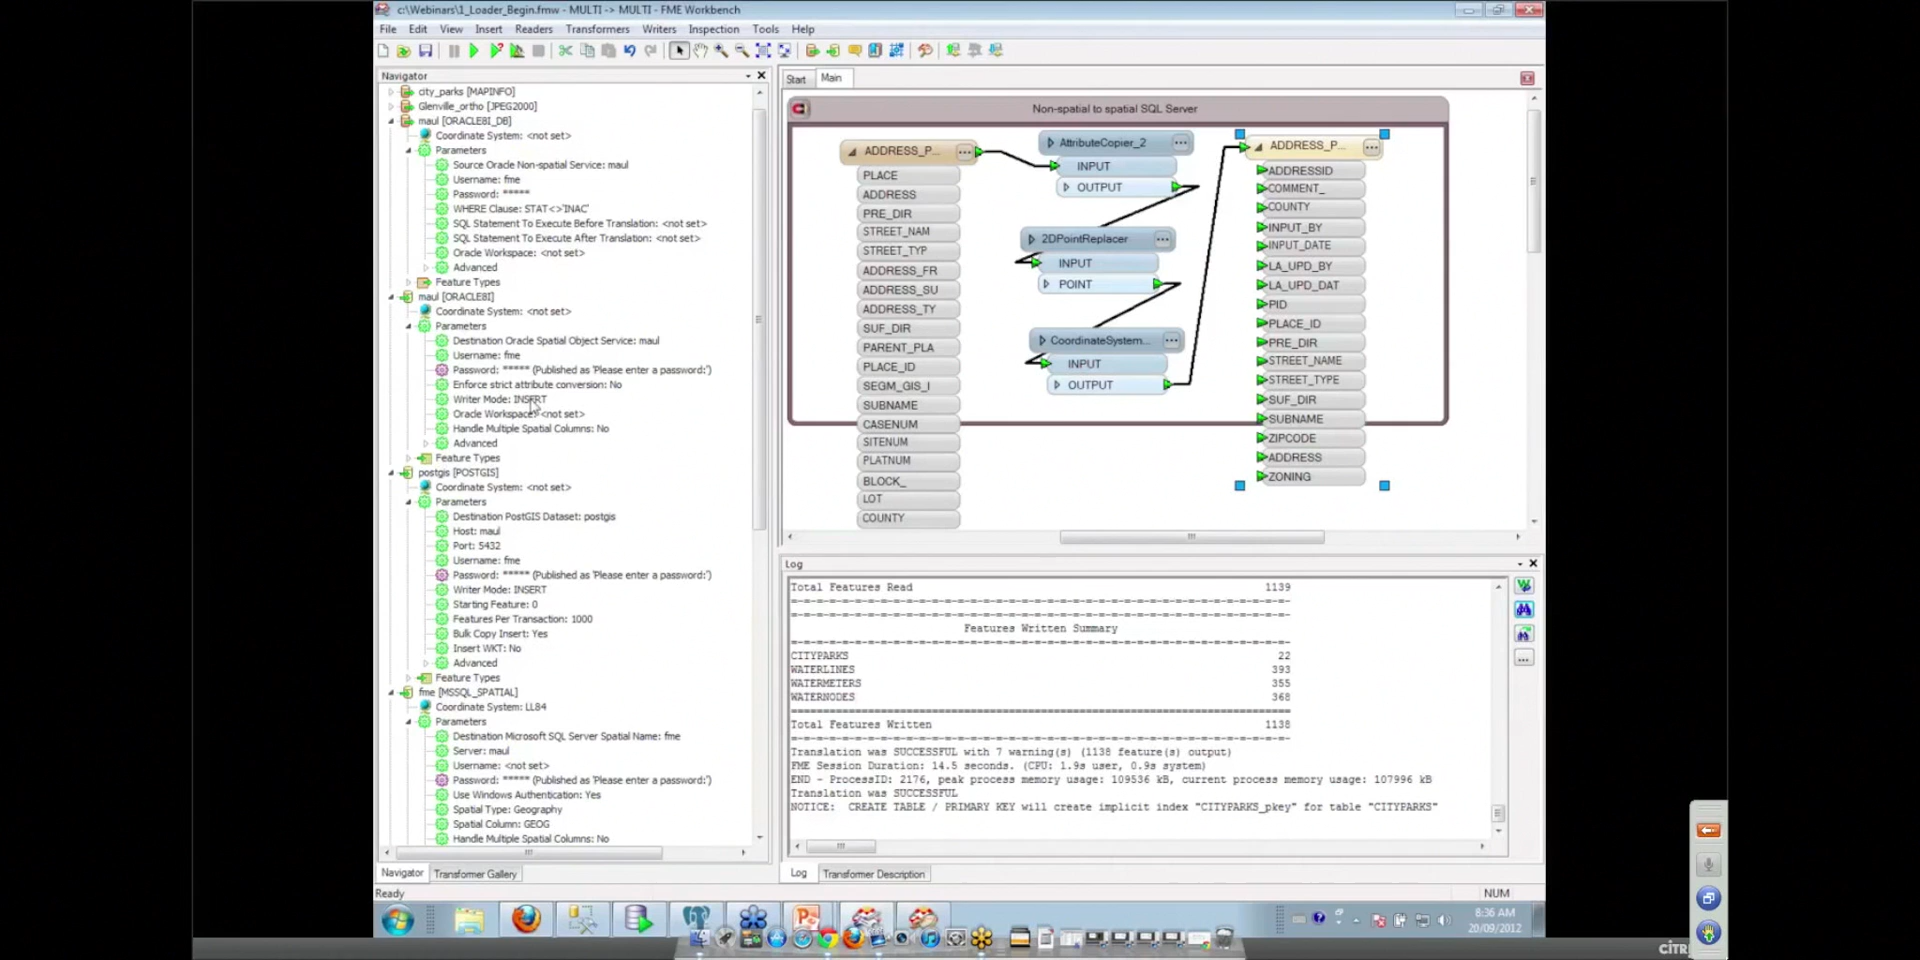 c:\Webinars\1_Loader_Begin.fmw - MULTI -> MULTI - FME Workbench
File Edit View Insert Readers Transformers Writers Inspection Tools Help
Navigator
city_parks [MAPINFO]
Glenville_ortho [JPEG2000]
maul [ORACLE8I_DB]
Coordinate System: <not set>
Parameters
Source Oracle Non-spatial Service: maul
Username: fme
Password: *****
WHERE Clause: STAT<>'INAC'
SQL Statement To Execute Before Translation: <not set>
SQL Statement To Execute After Translation: <not set>
Oracle Workspace: <not set>
Advanced
Feature Types
maul [ORACLE8I]
Coordinate System: <not set>
Parameters
Destination Oracle Spatial Object Service: maul
Username: fme
Password: ***** (Published as 'Please enter a password:')
Enforce strict attribute conversion: No
Writer Mode: INSERT
Oracle Workspace: <not set>
Handle Multiple Spatial Columns: No
Advanced
Feature Types
postgis [POSTGIS]
Coordinate System: <not set>
Parameters
Destination PostGIS Dataset: postgis
Host: maul
Port: 5432
Username: fme
Password: ***** (Published as 'Please enter a password:')
Writer Mode: INSERT
Starting Feature: 0
Features Per Transaction: 1000
Bulk Copy Insert: Yes
Insert WKT: No
Advanced
Feature Types
fme [MSSQL_SPATIAL]
Coordinate System: LL84
Parameters
Destination Microsoft SQL Server Spatial Name: fme
Server: maul
Username: <not set>
Password: ***** (Published as 'Please enter a password:')
Use Windows Authentication: Yes
Spatial Type: Geography
Spatial Column: GEOG
Handle Multiple Spatial Columns: No
Navigator Transformer Gallery
Ready
Start Main
Non-spatial to spatial SQL Server
ADDRESS_P...
PLACE
ADDRESS
PRE_DIR
STREET_NAM
STREET_TYP
ADDRESS_FR
ADDRESS_SU
ADDRESS_TY
SUF_DIR
PARENT_PLA
PLACE_ID
SEGM_GIS_I
SUBNAME
CASENUM
SITENUM
PLATNUM
BLOCK_
LOT
COUNTY
AttributeCopier_2
INPUT
OUTPUT
2DPointReplacer
INPUT
POINT
CoordinateSystem...
INPUT
OUTPUT
ADDRESS_P...
ADDRESSID
COMMENT_
COUNTY
INPUT_BY
INPUT_DATE
LA_UPD_BY
LA_UPD_DAT
PID
PLACE_ID
PRE_DIR
STREET_NAME
STREET_TYPE
SUF_DIR
SUBNAME
ZIPCODE
ADDRESS
ZONING
Log
Total Features Read 1139
=-=-=-=-=-=-=-=-=-=-=-=-=-=-=-=-=-=-=-=-=-=-=-=-=-=-=-=-=-=-=-=-=-=-=-=-=-=-=
=-=-=-=-=-=-=-=-=-=-=-=-=-=-=-=-=-=-=-=-=-=-=-=-=-=-=-=-=-=-=-=-=-=-=-=-=-=-=
Features Written Summary
=-=-=-=-=-=-=-=-=-=-=-=-=-=-=-=-=-=-=-=-=-=-=-=-=-=-=-=-=-=-=-=-=-=-=-=-=-=-=
CITYPARKS 22
WATERLINES 393
WATERMETERS 355
WATERNODES 368
==============================================================================
Total Features Written 1138
=-=-=-=-=-=-=-=-=-=-=-=-=-=-=-=-=-=-=-=-=-=-=-=-=-=-=-=-=-=-=-=-=-=-=-=-=-=-=
Translation was SUCCESSFUL with 7 warning(s) (1138 feature(s) output)
FME Session Duration: 14.5 seconds. (CPU: 1.9s user, 0.9s system)
END - ProcessID: 2176, peak process memory usage: 109536 kB, current process memory usage: 107996 kB
Translation was SUCCESSFUL
NOTICE: CREATE TABLE / PRIMARY KEY will create implicit index "CITYPARKS_pkey" for table "CITYPARKS"
Log Transformer Description
NUM
8:36 AM
20/09/2012